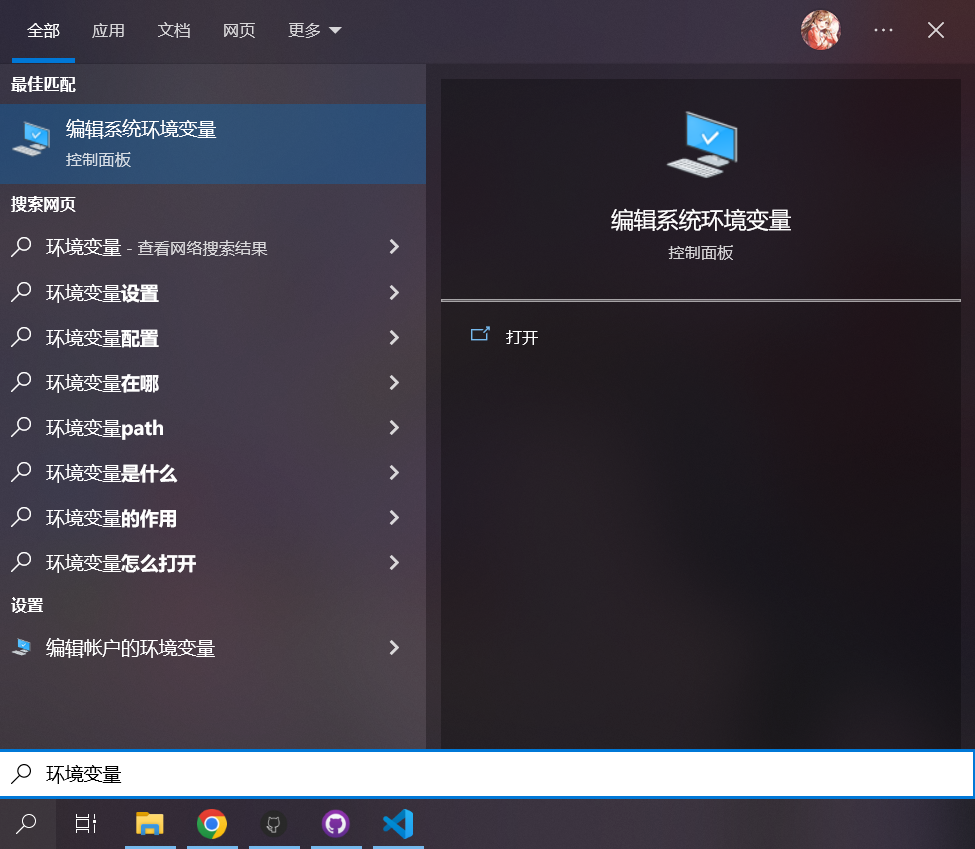 全部 应用 文档 网页 更多
最佳匹配
编辑系统环境变量
控制面板
搜索网页
环境变量 - 查看网络搜索结果
环境变量设置
环境变量配置
环境变量在哪
环境变量path
环境变量是什么
环境变量的作用
环境变量怎么打开
设置
编辑帐户的环境变量
编辑系统环境变量
控制面板
打开
环境变量